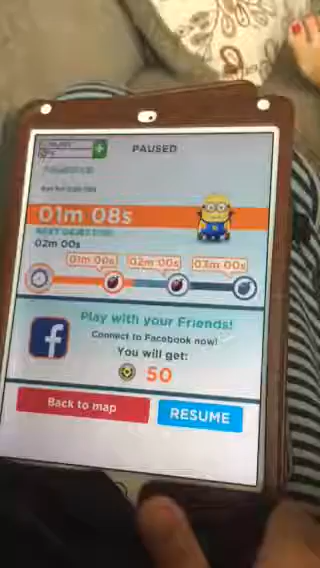 PAUSED
01m 08s
NEXT OBJECTIVE:
02m 00s
01m 00s 02m 00s 03m 00s
Play with your Friends!
Connect to Facebook now!
You will get:
50
Back to map
RESUME